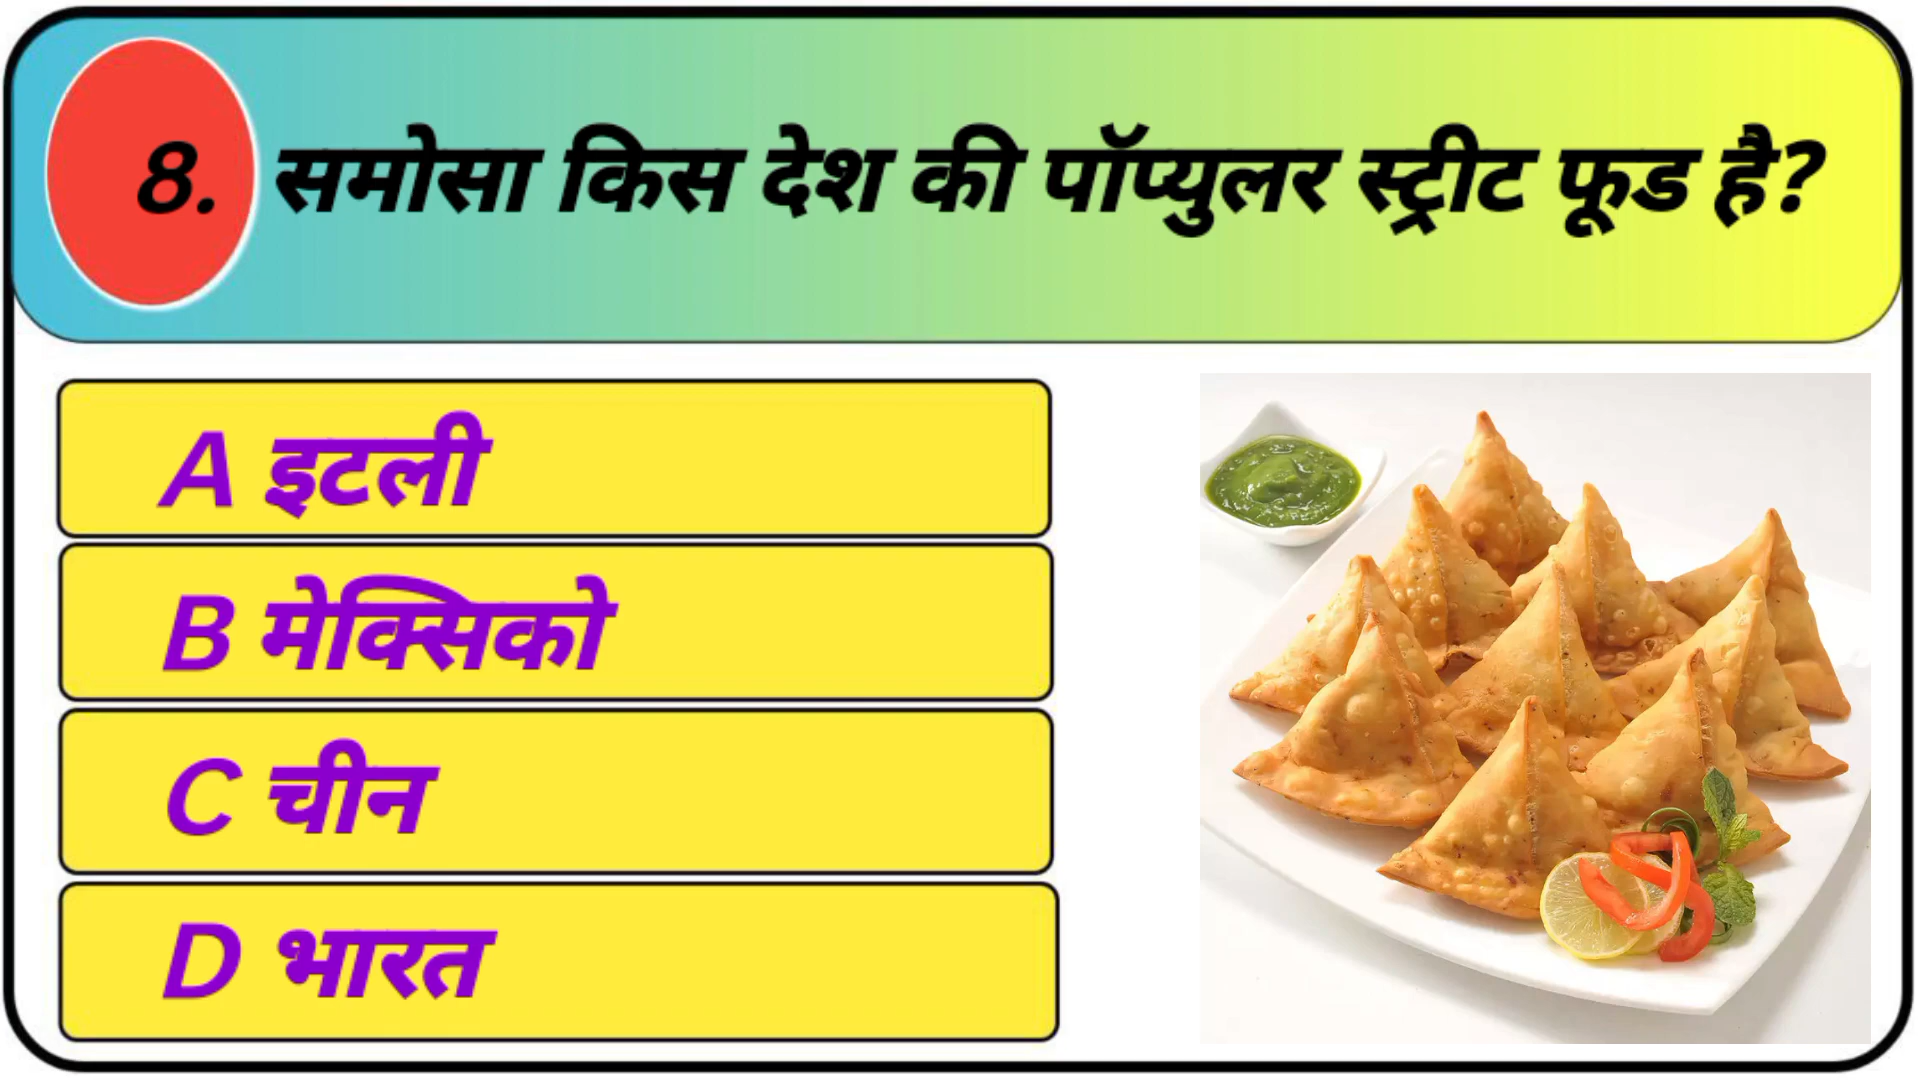 8. समोसा किस देश की पॉप्युलर स्ट्रीट फूड है?
A इटली
B मेक्सिको
C चीन
D भारत